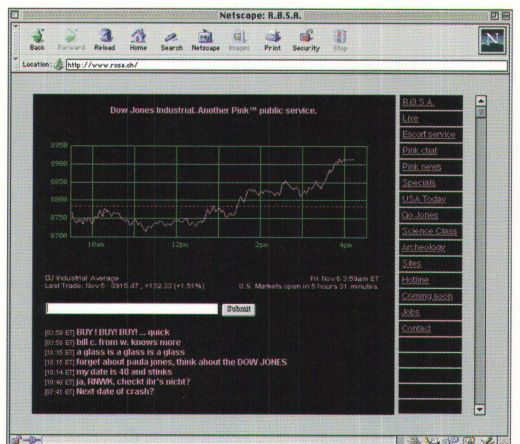 Netscape: R.Ø.S.A.
Back Forward Reload Home Search Netscape Images Print Security Stop
N
Location: http://www.rosa.ch/
Dow Jones Industrial. Another Pink™ public service.
8950
8900
8850
8800
8750
8700
10am 12pm 2pm 4pm
DJ Industrial Average
Last Trade: Nov 5 · 8915.47 , +132.33 (+1.51%)
Fri Nov 6 3:59am ET
U.S. Markets open in 5 hours 31 minutes.
Submit
[03:59 ET] BUY ! BUY! BUY! ... quick
[03:59 ET] bill c. from w. knows more
[18:15 ET] a glass is a glass is a glass
[18:15 ET] forget about paula jones, think about the DOW JONES
[18:14 ET] my date is 40 and stinks
[10:40 ET] ja, RNWK, checkt ihr's nicht?
[07:41 ET] Next date of crash?
R.Ø.S.A.
Live
Escort service
Pink chat
Pink news
Specials
USA Today
Go Jones
Science Class
Archeology
Sites
Hotline
Coming soon
Jobs
Contact